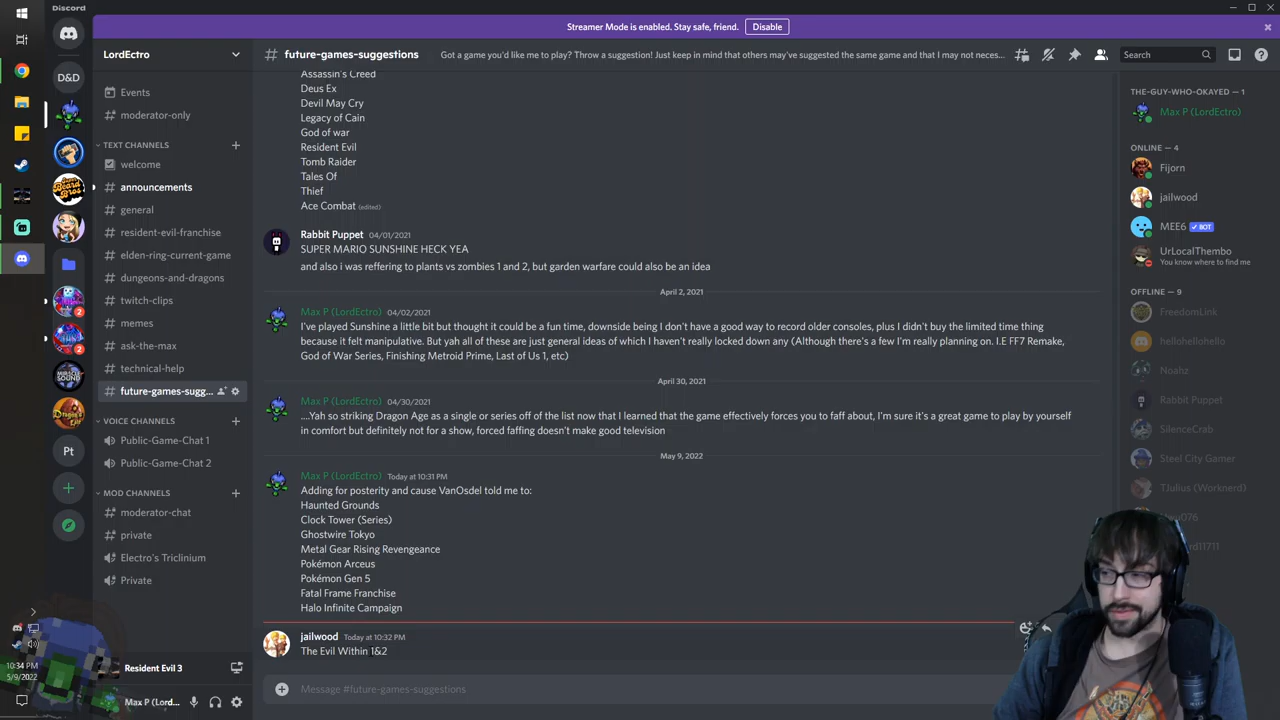 Discord
Streamer Mode is enabled. Stay safe, friend. Disable
LordEctro
# future-games-suggestions
Got a game you'd like me to play? Throw a suggestion! Just keep in mind that others may've suggested the same game and that I may not neces...
Search
D&D
Pt
Events
moderator-only
TEXT CHANNELS
welcome
announcements
general
resident-evil-franchise
elden-ring-current-game
dungeons-and-dragons
twitch-clips
memes
ask-the-max
technical-help
future-games-sugg...
VOICE CHANNELS
Public-Game-Chat 1
Public-Game-Chat 2
MOD CHANNELS
moderator-chat
private
Electro's Triclinium
Private
2
2
Resident Evil 3
Max P (Lord...
10:34 PM
5/9/2022
Assassin's Creed
Deus Ex
Devil May Cry
Legacy of Cain
God of war
Resident Evil
Tomb Raider
Tales Of
Thief
Ace Combat (edited)
Rabbit Puppet 04/01/2021
SUPER MARIO SUNSHINE HECK YEA
and also i was reffering to plants vs zombies 1 and 2, but garden warfare could also be an idea
April 2, 2021
Max P (LordEctro) 04/02/2021
I've played Sunshine a little bit but thought it could be a fun time, downside being I don't have a good way to record older consoles, plus I didn't buy the limited time thing
because it felt manipulative. But yah all of these are just general ideas of which I haven't really locked down any (Although there's a few I'm really planning on. I.E FF7 Remake,
God of War Series, Finishing Metroid Prime, Last of Us 1, etc)
April 30, 2021
Max P (LordEctro) 04/30/2021
....Yah so striking Dragon Age as a single or series off of the list now that I learned that the game effectively forces you to faff about, I'm sure it's a great game to play by yourself
in comfort but definitely not for a show, forced faffing doesn't make good television
May 9, 2022
Max P (LordEctro) Today at 10:31 PM
Adding for posterity and cause VanOsdel told me to:
Haunted Grounds
Clock Tower (Series)
Ghostwire Tokyo
Metal Gear Rising Revengeance
Pokémon Arceus
Pokémon Gen 5
Fatal Frame Franchise
Halo Infinite Campaign
jailwood Today at 10:32 PM
The Evil Within 1&2
Message #future-games-suggestions
THE-GUY-WHO-OKAYED — 1
Max P (LordEctro)
ONLINE — 4
Fijorn
jailwood
MEE6 ✓ BOT
UrLocalThembo
You know where to find me
OFFLINE — 9
FreedomLink
hellohellohello
Noahz
Rabbit Puppet
SilenceCrab
Steel City Gamer
TJulius (Worknerd)